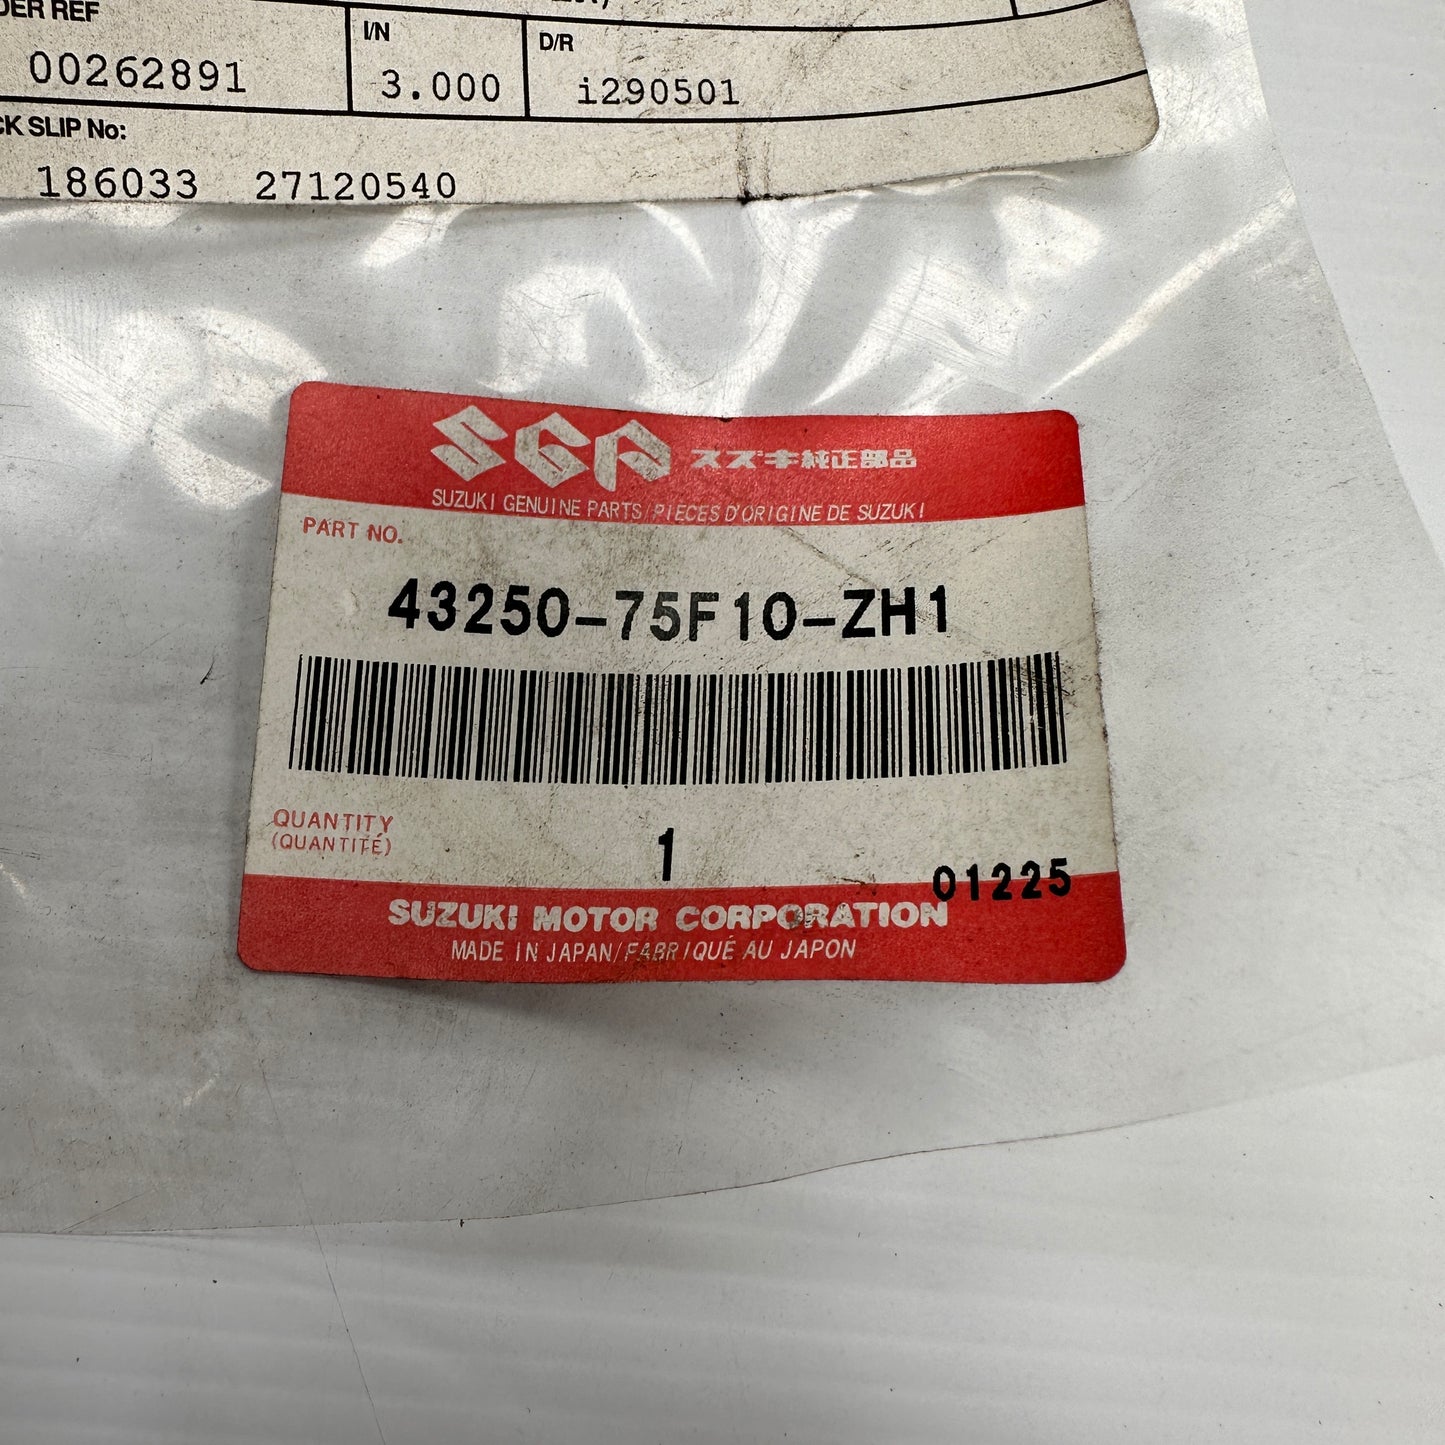 DER REF
00262891
I/N
3.000
D/R
i290501
CK SLIP No:
186033 27120540
SGP スズキ純正部品
SUZUKI GENUINE PARTS/PIECES D'ORIGINE DE SUZUKI
PART NO.
43250-75F10-ZH1
QUANTITY
(QUANTITÉ)
1
01225
SUZUKI MOTOR CORPORATION
MADE IN JAPAN/FABRIQUÉ AU JAPON